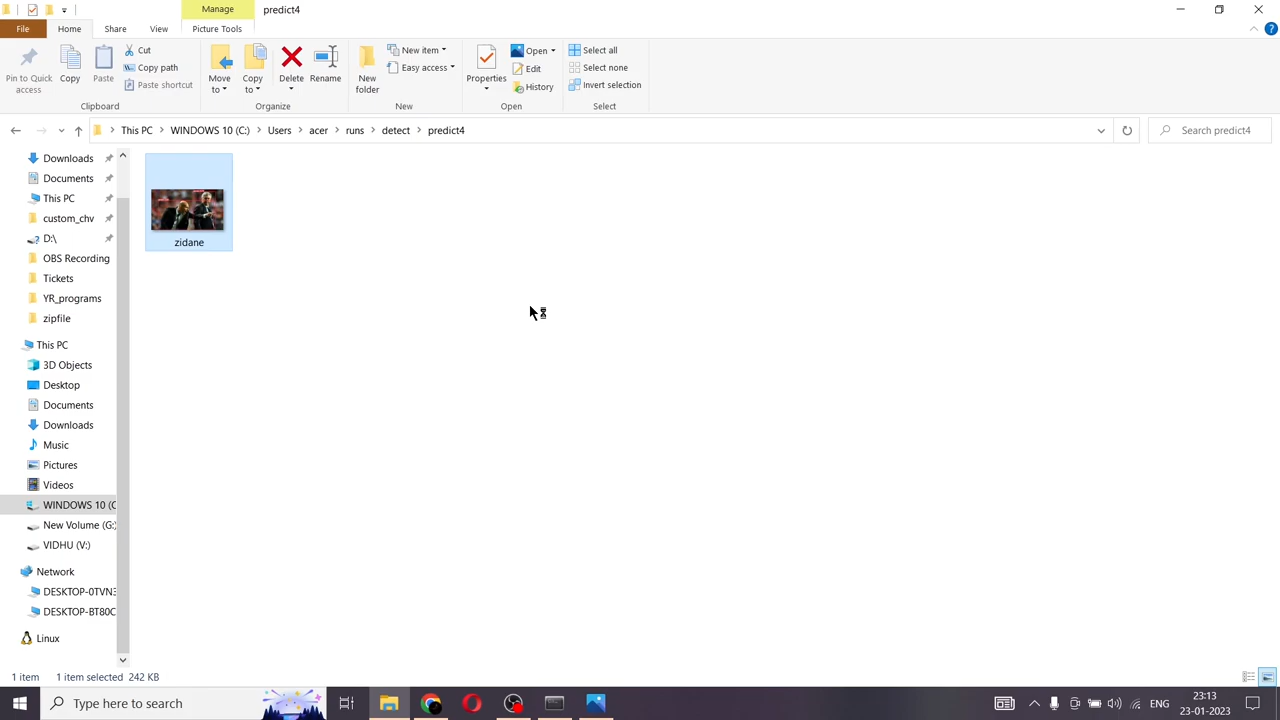 Manage
predict4
File
Home
Share
View
Picture Tools
Pin to Quick access
Copy
Paste
Cut
Copy path
Paste shortcut
Clipboard
Move to
Copy to
Delete
Rename
Organize
New folder
New item
Easy access
New
Properties
Open
Edit
History
Open
Select all
Select none
Invert selection
Select
This PC
WINDOWS 10 (C:)
Users
acer
runs
detect
predict4
Search predict4
Downloads
Documents
This PC
custom_chv
D:\
OBS Recording
Tickets
YR_programs
zipfile
This PC
3D Objects
Desktop
Documents
Downloads
Music
Pictures
Videos
WINDOWS 10 (C
New Volume (G:)
VIDHU (V:)
Network
DESKTOP-0TVN3
DESKTOP-BT80C
Linux
zidane
1 item
1 item selected
242 KB
Type here to search
ENG
23:13
23-01-2023